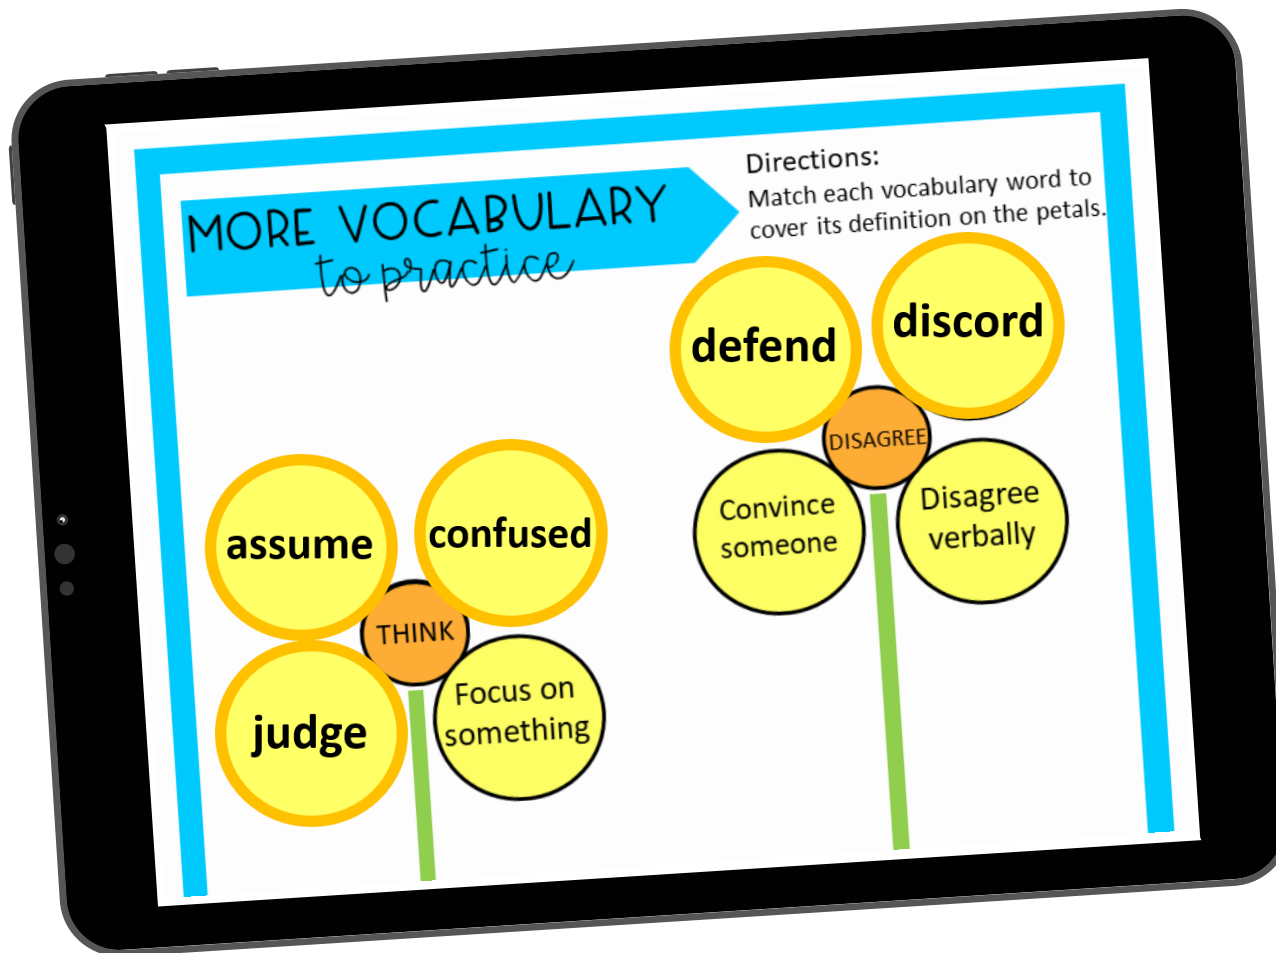 MORE VOCABULARY
to practice
Directions:
Match each vocabulary word to
cover its definition on the petals.
defend
discord
DISAGREE
Convince
someone
Disagree
verbally
assume
confused
THINK
judge
Focus on
something